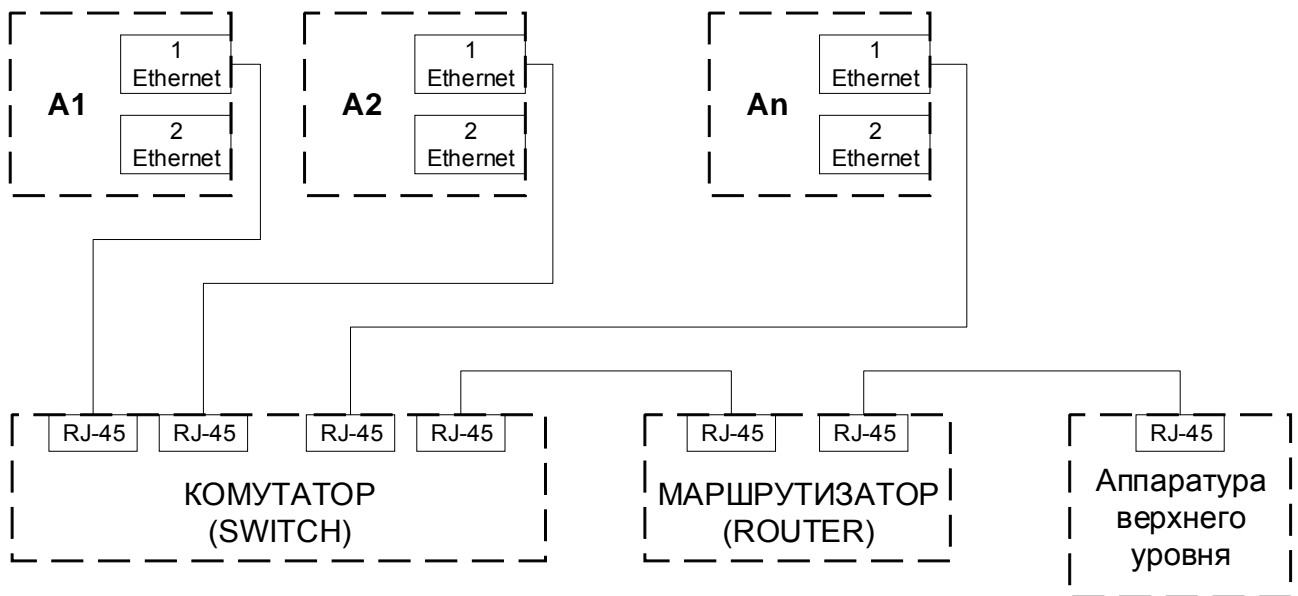 A1
1
Ethernet
2
Ethernet
A2
1
Ethernet
2
Ethernet
An
1
Ethernet
2
Ethernet
RJ-45
RJ-45
RJ-45
RJ-45
КОМУТАТОР
(SWITCH)
RJ-45
RJ-45
МАРШРУТИЗАТОР
(ROUTER)
RJ-45
Аппаратура
верхнего
уровня